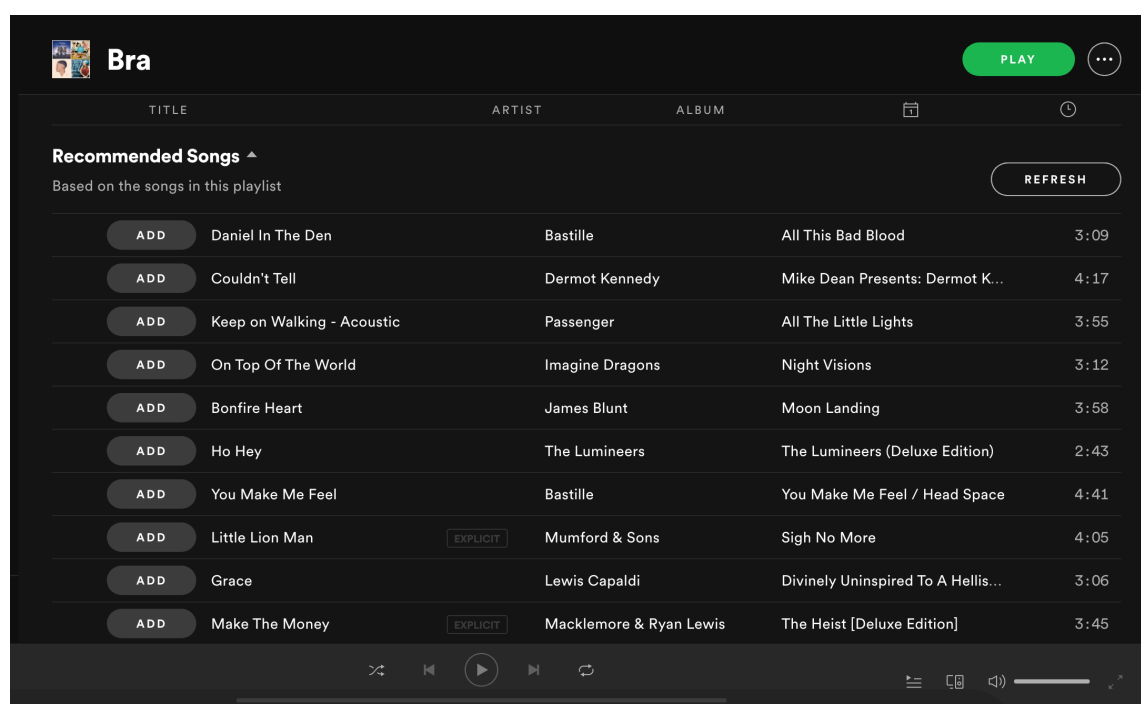 Bra
PLAY
TITLE ARTIST ALBUM
Recommended Songs
Based on the songs in this playlist
REFRESH
ADD Daniel In The Den Bastille All This Bad Blood 3:09
ADD Couldn't Tell Dermot Kennedy Mike Dean Presents: Dermot K... 4:17
ADD Keep on Walking - Acoustic Passenger All The Little Lights 3:55
ADD On Top Of The World Imagine Dragons Night Visions 3:12
ADD Bonfire Heart James Blunt Moon Landing 3:58
ADD Ho Hey The Lumineers The Lumineers (Deluxe Edition) 2:43
ADD You Make Me Feel Bastille You Make Me Feel / Head Space 4:41
ADD Little Lion Man EXPLICIT Mumford & Sons Sigh No More 4:05
ADD Grace Lewis Capaldi Divinely Uninspired To A Hellis... 3:06
ADD Make The Money EXPLICIT Macklemore & Ryan Lewis The Heist [Deluxe Edition] 3:45